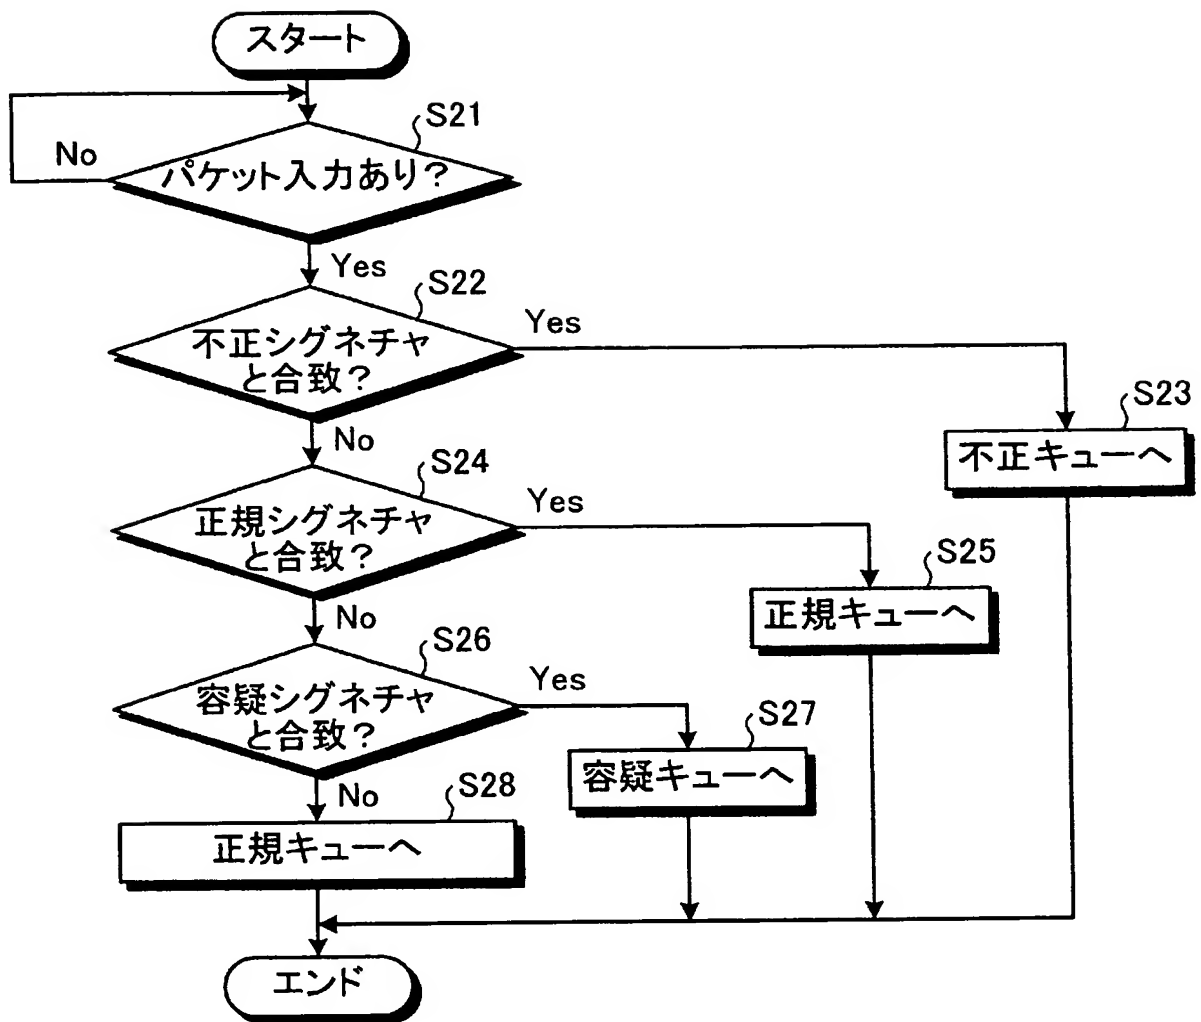 スタート
S21
No
パケット入力あり？
Yes
S22
Yes
不正シグネチャ
と合致？
S23
不正キューへ
No
S24
Yes
正規シグネチャ
と合致？
S25
正規キューへ
No
S26
Yes
容疑シグネチャ
と合致？
S27
容疑キューへ
No
S28
正規キューへ
エンド